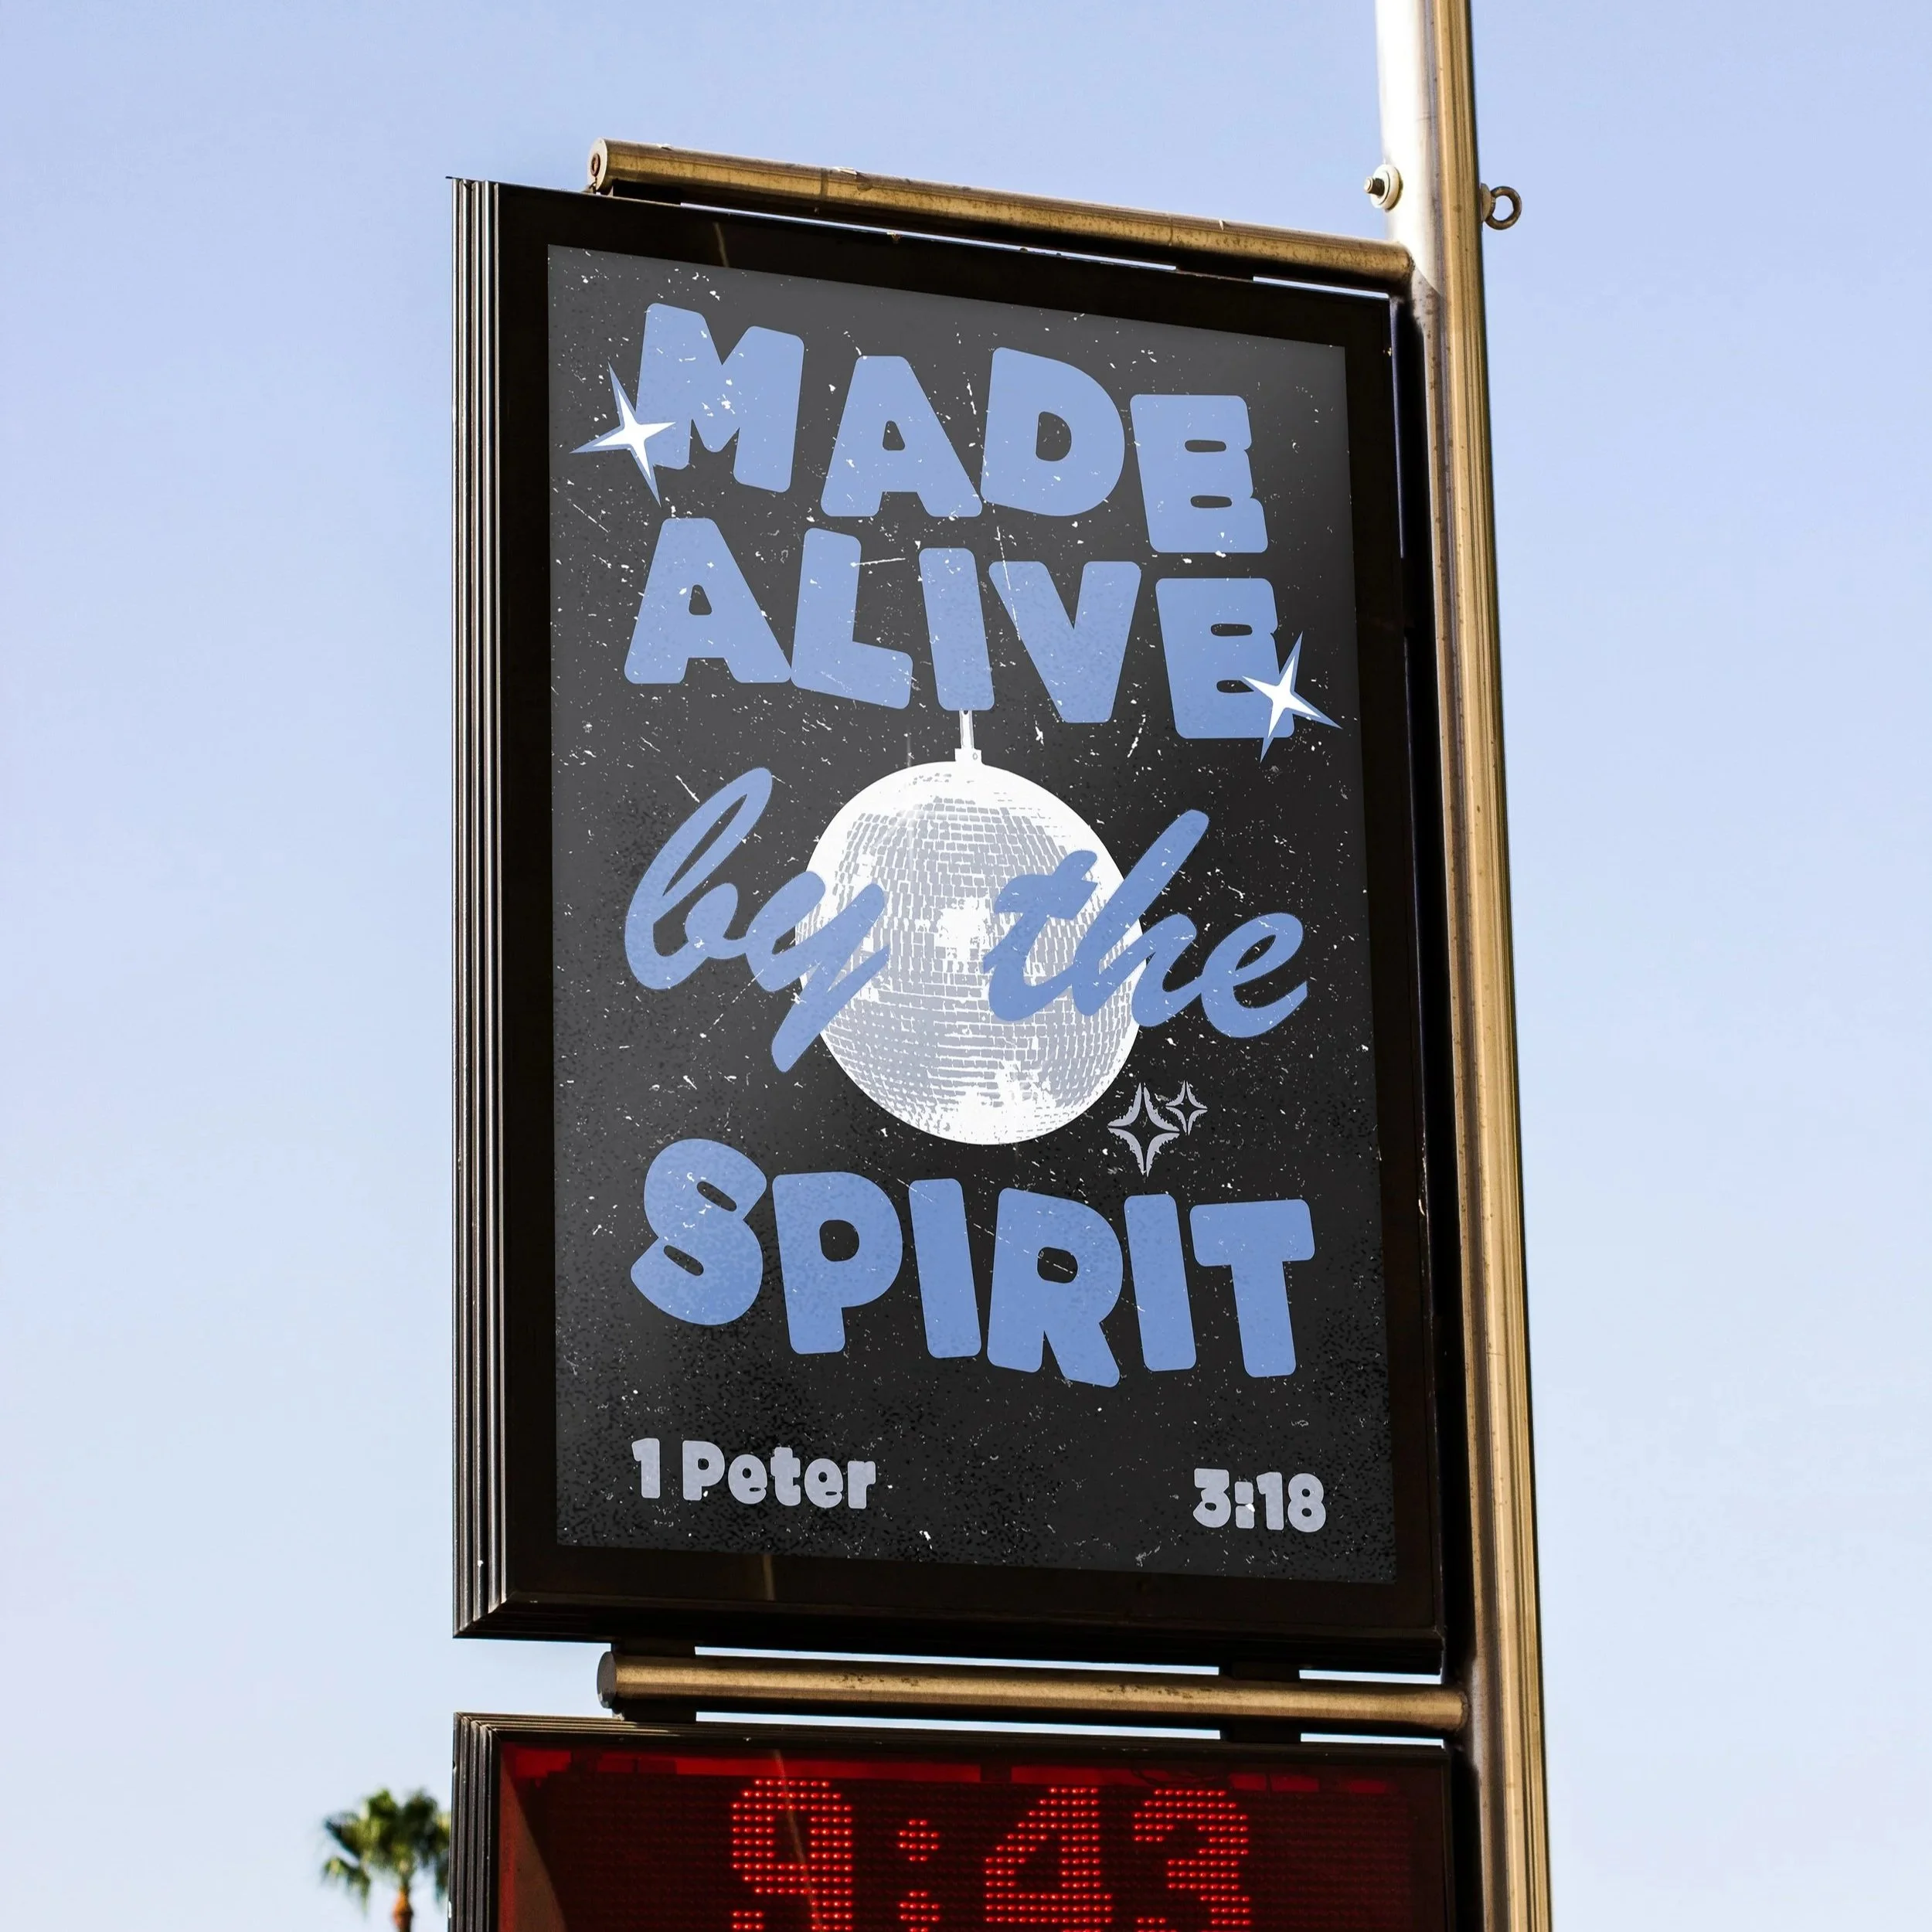 MADE
ALIVE
by the
SPIRIT
1 Peter 3:18
9:43